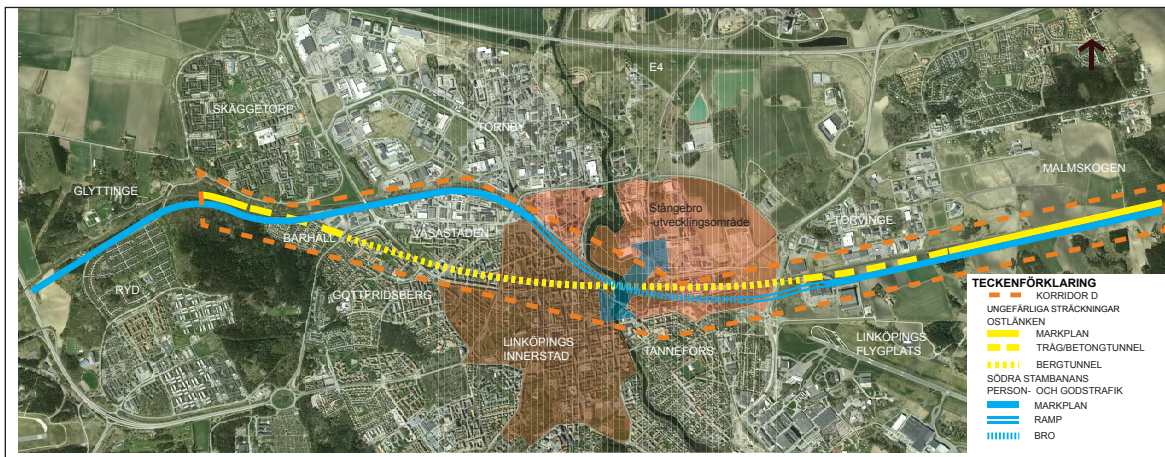 E4
SKÄGGETORP
TORNBY
MALMSKOGEN
GLYTTINGE
Stångebro
-utvecklingsområde
TORVINGE
VASASTADEN
BARHÄLL
RYD
GOTTFRIDSBERG
LINKÖPINGS
INNERSTAD
TANNEFORS
LINKÖPINGS
FLYGPLATS
TECKENFÖRKLARING
KORRIDOR D
UNGEFÄRLIGA STRÄCKNINGAR
OSTLÄNKEN
MARKPLAN
TRÅG/BETONGTUNNEL
BERGTUNNEL
SÖDRA STAMBANANS
PERSON- OCH GODSTRAFIK
MARKPLAN
RAMP
BRO